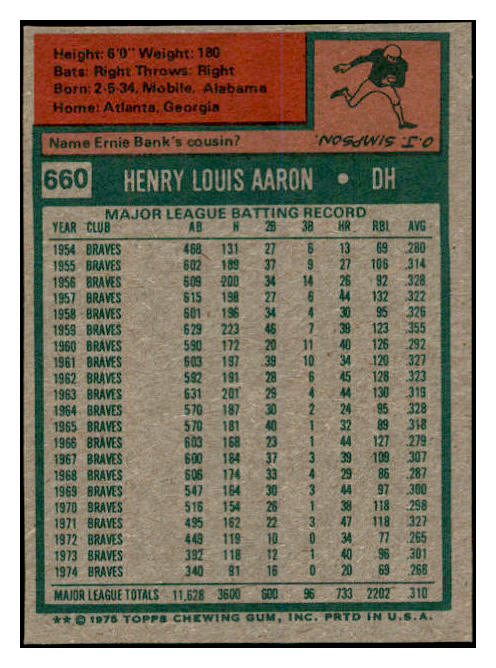 Height: 6'0" Weight: 180
Bats: Right Throws: Right
Born: 2-5-34, Mobile, Alabama
Home: Atlanta, Georgia
Name Ernie Bank's cousin?
O.J. SIMPSON.
660 HENRY LOUIS AARON • DH
MAJOR LEAGUE BATTING RECORD
YEAR CLUB AB H 2B 3B HR RBI AVG
1954 BRAVES 468 131 27 6 13 69 .280
1955 BRAVES 602 189 37 9 27 106 .314
1956 BRAVES 609 200 34 14 26 92 .328
1957 BRAVES 615 198 27 6 44 132 .322
1958 BRAVES 601 196 34 4 30 95 .326
1959 BRAVES 629 223 46 7 39 123 .355
1960 BRAVES 590 172 20 11 40 126 .292
1961 BRAVES 603 197 39 10 34 120 .327
1962 BRAVES 592 191 28 6 45 128 .323
1963 BRAVES 631 201 29 4 44 130 .319
1964 BRAVES 570 187 30 2 24 95 .328
1965 BRAVES 570 181 40 1 32 89 .318
1966 BRAVES 603 168 23 1 44 127 .279
1967 BRAVES 600 184 37 3 39 109 .307
1968 BRAVES 606 174 33 4 29 86 .287
1969 BRAVES 547 164 30 3 44 97 .300
1970 BRAVES 516 154 26 1 38 118 .298
1971 BRAVES 495 162 22 3 47 118 .327
1972 BRAVES 449 119 10 0 34 77 .265
1973 BRAVES 392 118 12 1 40 96 .301
1974 BRAVES 340 91 16 0 20 69 .268
MAJOR LEAGUE TOTALS 11,628 3600 600 96 733 2202 .310
** © 1975 TOPPS CHEWING GUM, INC. PRTD IN U.S.A.